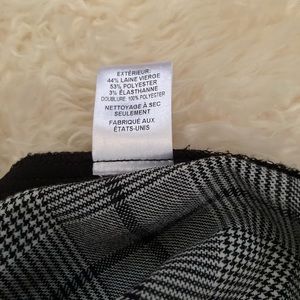 EXTÉRIEUR:
44% LAINE VIERGE
53% POLYESTER
3% ÉLASTHANNE
DOUBLURE: 100% POLYESTER
NETTOYAGE À SEC
SEULEMENT
FABRIQUÉ AUX
ÉTATS-UNIS